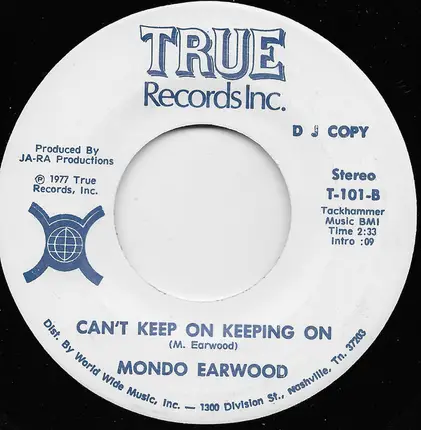 TRUE
Records Inc.
D J COPY
Produced By
JA-RA Productions
℗ 1977 True
Records, Inc.
Stereo
T-101-B
Tackhammer
Music BMI
Time 2:33
Intro :09
CAN'T KEEP ON KEEPING ON
(M. Earwood)
MONDO EARWOOD
Dist. By World Wide Music, Inc. — 1300 Division St., Nashville, Tn. 37203